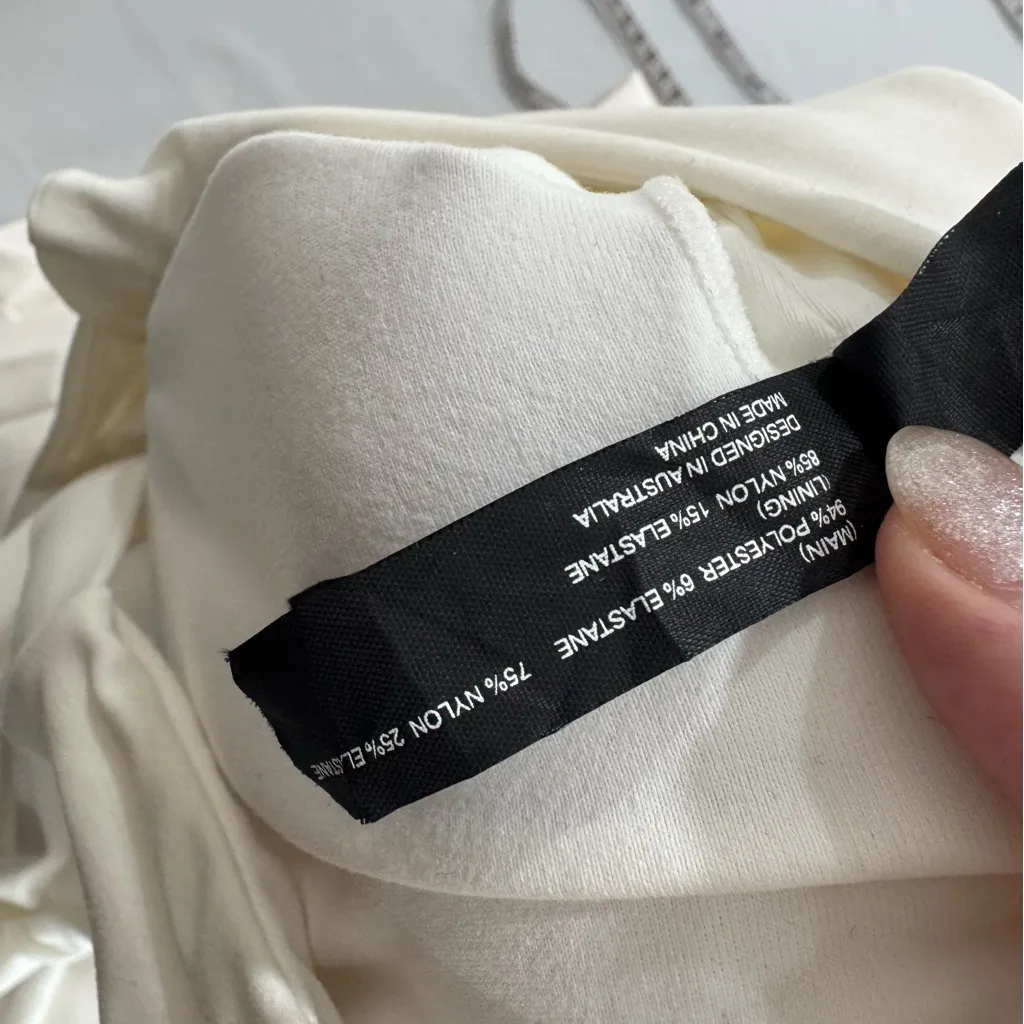 75% NYLON 25% ELASTANE
(MAIN)
94% POLYESTER 6% ELASTANE
(LINING)
85% NYLON 15% ELASTANE
DESIGNED IN AUSTRALIA
MADE IN CHINA